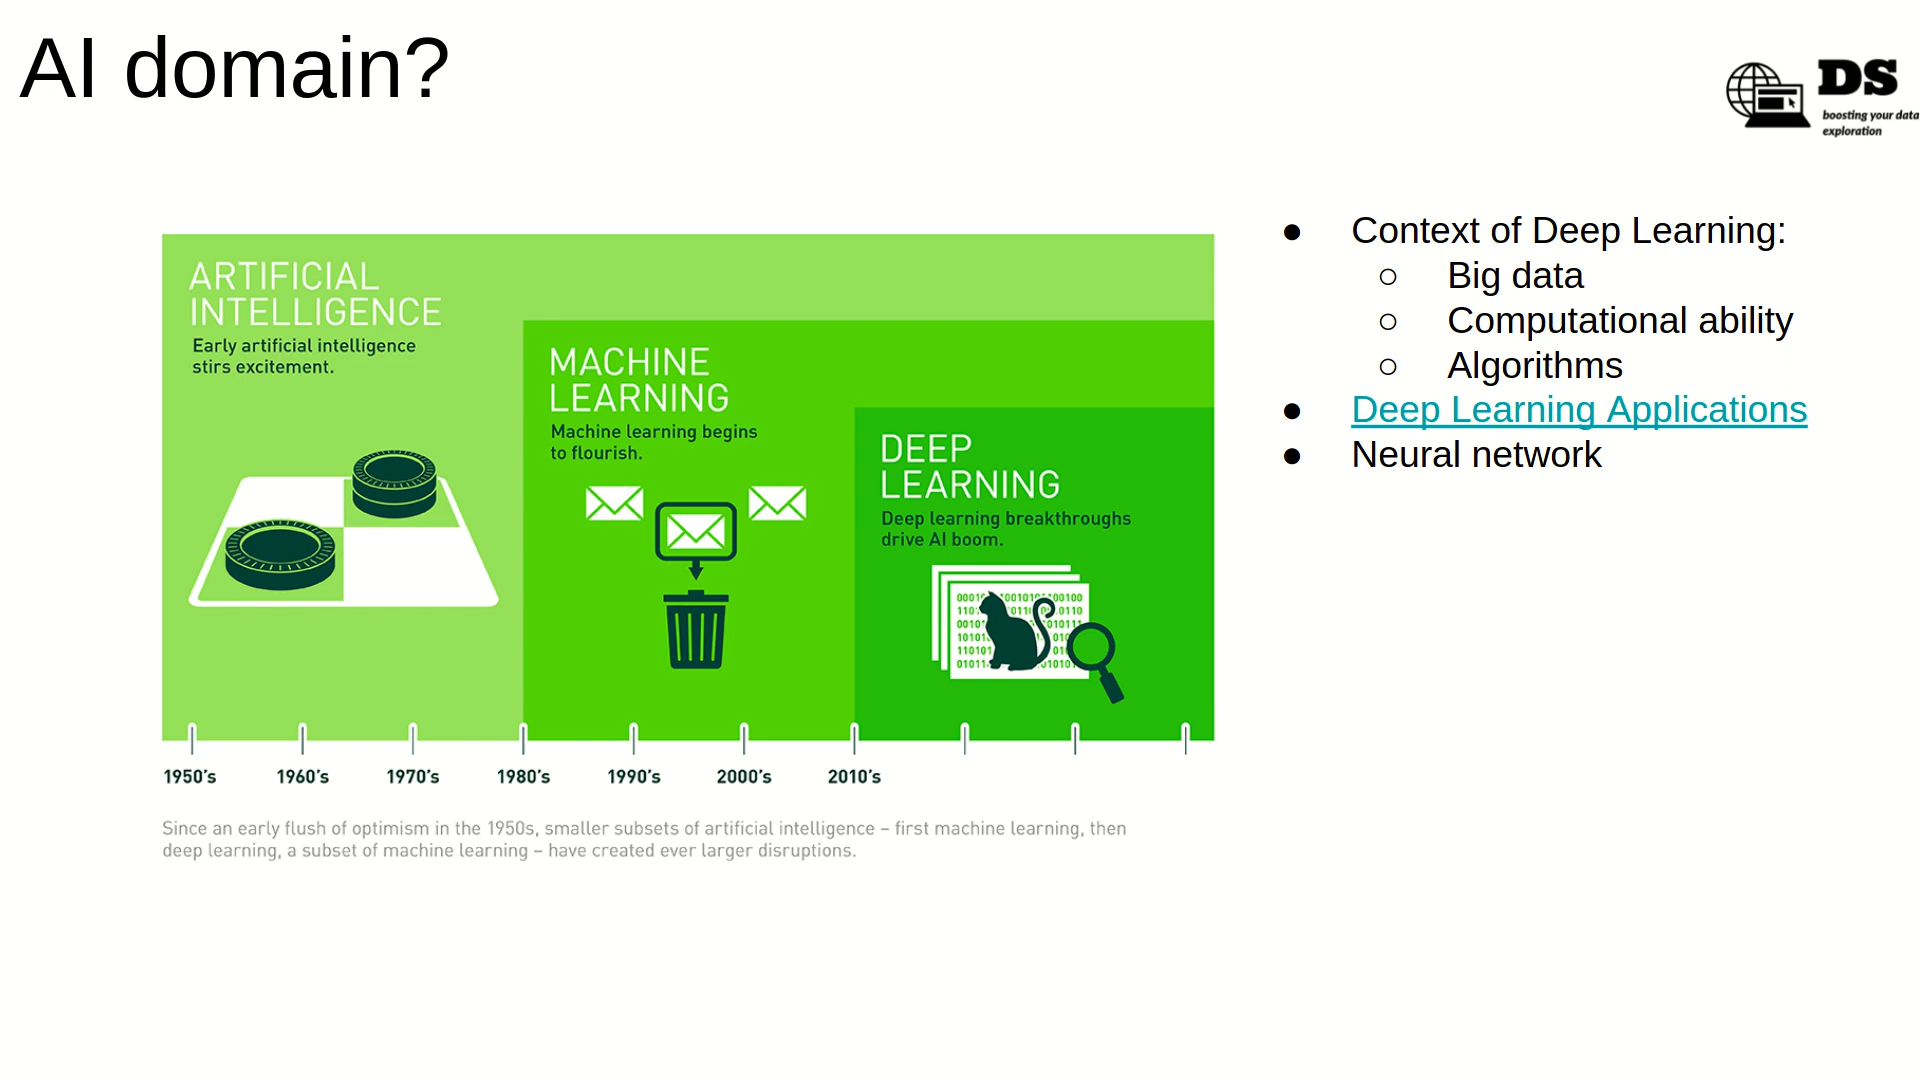 AI domain?
DS
boosting your data
exploration
ARTIFICIAL
INTELLIGENCE
Early artificial intelligence
stirs excitement.
MACHINE
LEARNING
Machine learning begins
to flourish.
DEEP
LEARNING
Deep learning breakthroughs
drive AI boom.
1950's 1960's 1970's 1980's 1990's 2000's 2010's
Since an early flush of optimism in the 1950s, smaller subsets of artificial intelligence – first machine learning, then
deep learning, a subset of machine learning – have created ever larger disruptions.
● Context of Deep Learning:
○ Big data
○ Computational ability
○ Algorithms
● Deep Learning Applications
● Neural network